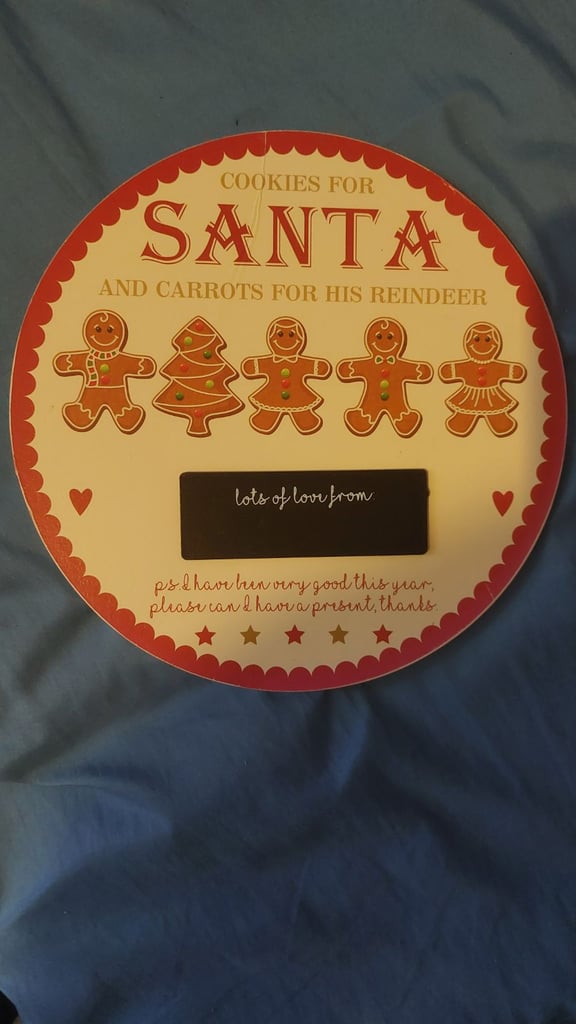 COOKIES FOR
SANTA
AND CARROTS FOR HIS REINDEER
lots of love from:
p.s. I have been very good this year,
please can I have a present, thanks.